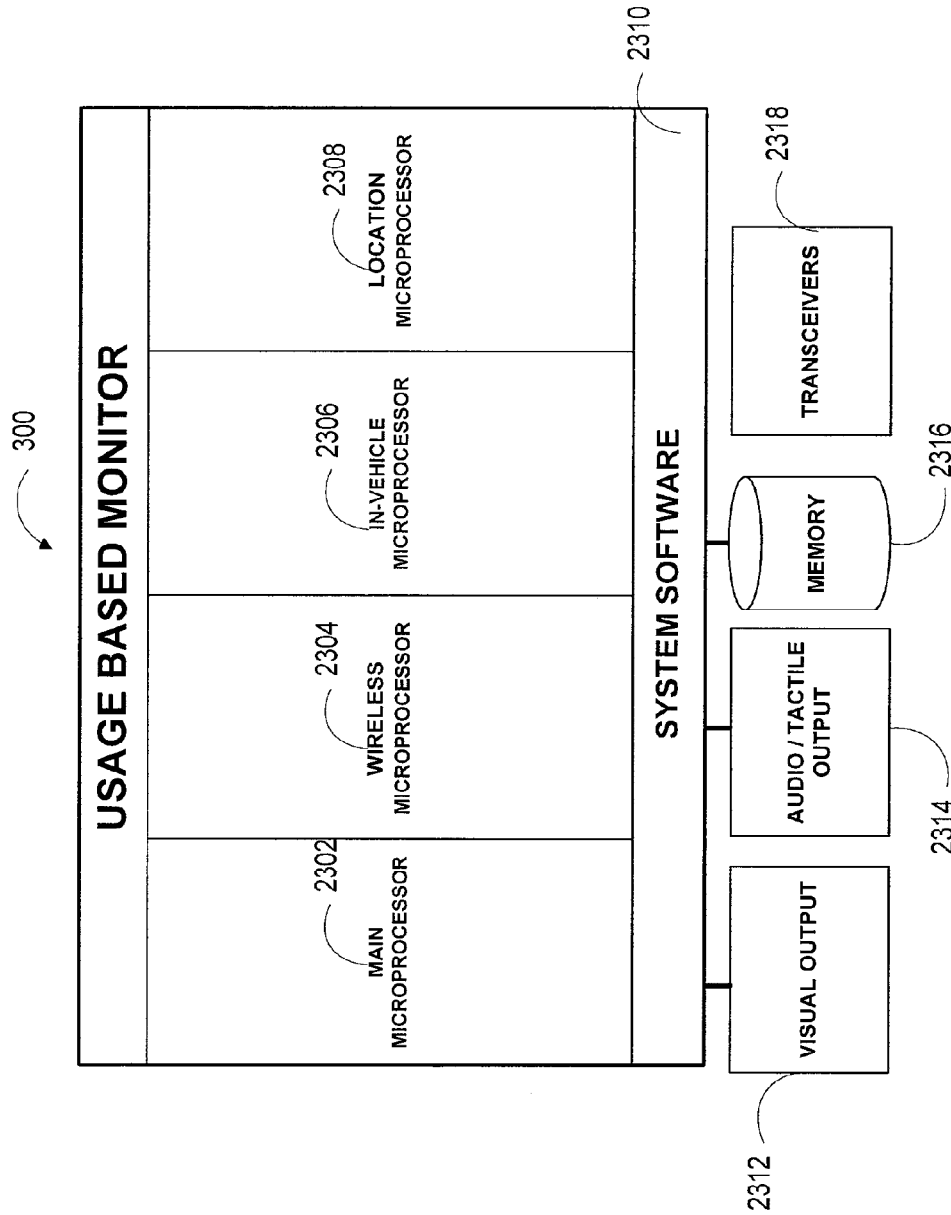 300
USAGE BASED MONITOR
2302
MAIN
MICROPROCESSOR
2304
WIRELESS
MICROPROCESSOR
2306
IN-VEHICLE
MICROPROCESSOR
2308
LOCATION
MICROPROCESSOR
SYSTEM SOFTWARE
2310
VISUAL OUTPUT
2312
AUDIO / TACTILE
OUTPUT
2314
MEMORY
2316
TRANSCEIVERS
2318